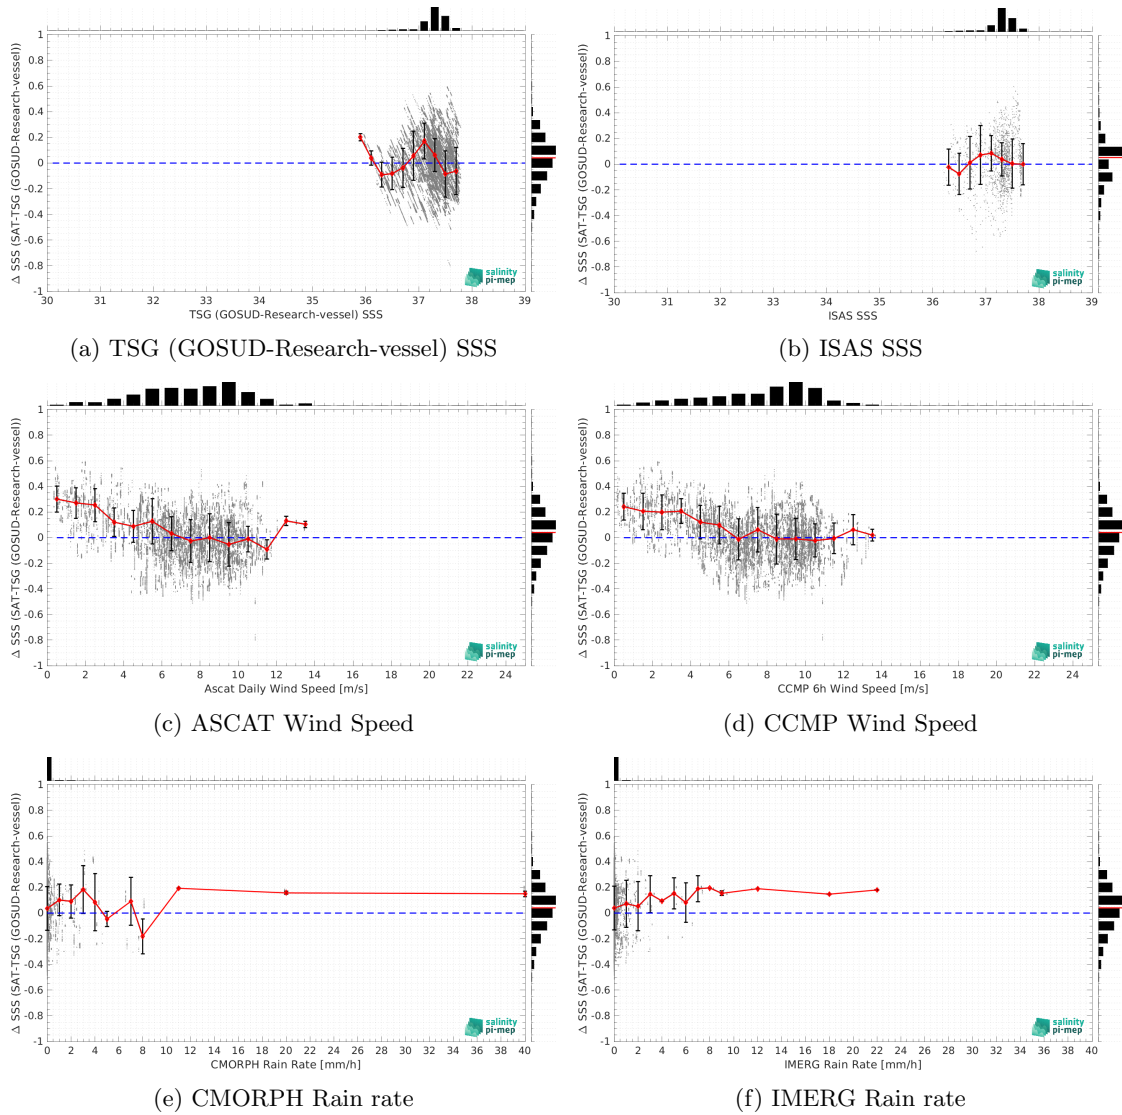 1
0.8
0.6
0.4
0.2
0
-0.2
-0.4
-0.6
-0.8
-1
Δ SSS (SAT-TSG (GOSUD-Research-vessel))
30 31 32 33 34 35 36 37 38 39
TSG (GOSUD-Research-vessel) SSS
salinity
pi-mep
(a) TSG (GOSUD-Research-vessel) SSS
1
0.8
0.6
0.4
0.2
0
-0.2
-0.4
-0.6
-0.8
-1
Δ SSS (SAT-TSG (GOSUD-Research-vessel))
30 31 32 33 34 35 36 37 38 39
ISAS SSS
salinity
pi-mep
(b) ISAS SSS
1
0.8
0.6
0.4
0.2
0
-0.2
-0.4
-0.6
-0.8
-1
Δ SSS (SAT-TSG (GOSUD-Research-vessel))
0 2 4 6 8 10 12 14 16 18 20 22 24
Ascat Daily Wind Speed [m/s]
salinity
pi-mep
(c) ASCAT Wind Speed
1
0.8
0.6
0.4
0.2
0
-0.2
-0.4
-0.6
-0.8
-1
Δ SSS (SAT-TSG (GOSUD-Research-vessel))
0 2 4 6 8 10 12 14 16 18 20 22 24
CCMP 6h Wind Speed [m/s]
salinity
pi-mep
(d) CCMP Wind Speed
1
0.8
0.6
0.4
0.2
0
-0.2
-0.4
-0.6
-0.8
-1
Δ SSS (SAT-TSG (GOSUD-Research-vessel))
0 2 4 6 8 10 12 14 16 18 20 22 24 26 28 30 32 34 36 38 40
CMORPH Rain Rate [mm/h]
salinity
pi-mep
(e) CMORPH Rain rate
1
0.8
0.6
0.4
0.2
0
-0.2
-0.4
-0.6
-0.8
-1
Δ SSS (SAT-TSG (GOSUD-Research-vessel))
0 2 4 6 8 10 12 14 16 18 20 22 24 26 28 30 32 34 36 38 40
IMERG Rain Rate [mm/h]
salinity
pi-mep
(f) IMERG Rain rate